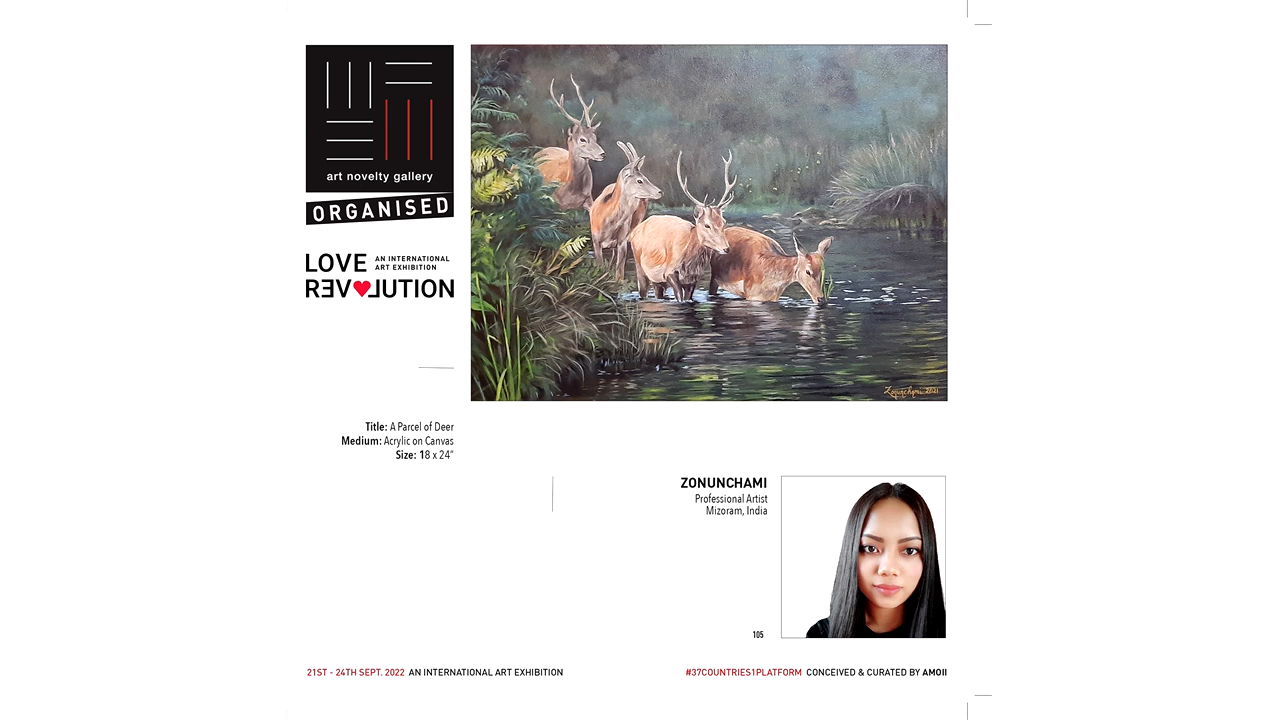 art novelty gallery
ORGANISED
LOVE AN INTERNATIONAL
ART EXHIBITION
REVOLUTION
Zonunchami 2021
Title: A Parcel of Deer
Medium: Acrylic on Canvas
Size: 18 x 24"
ZONUNCHAMI
Professional Artist
Mizoram, India
105
21ST - 24TH SEPT. 2022 AN INTERNATIONAL ART EXHIBITION
#37COUNTRIES1PLATFORM CONCEIVED & CURATED BY AMOII